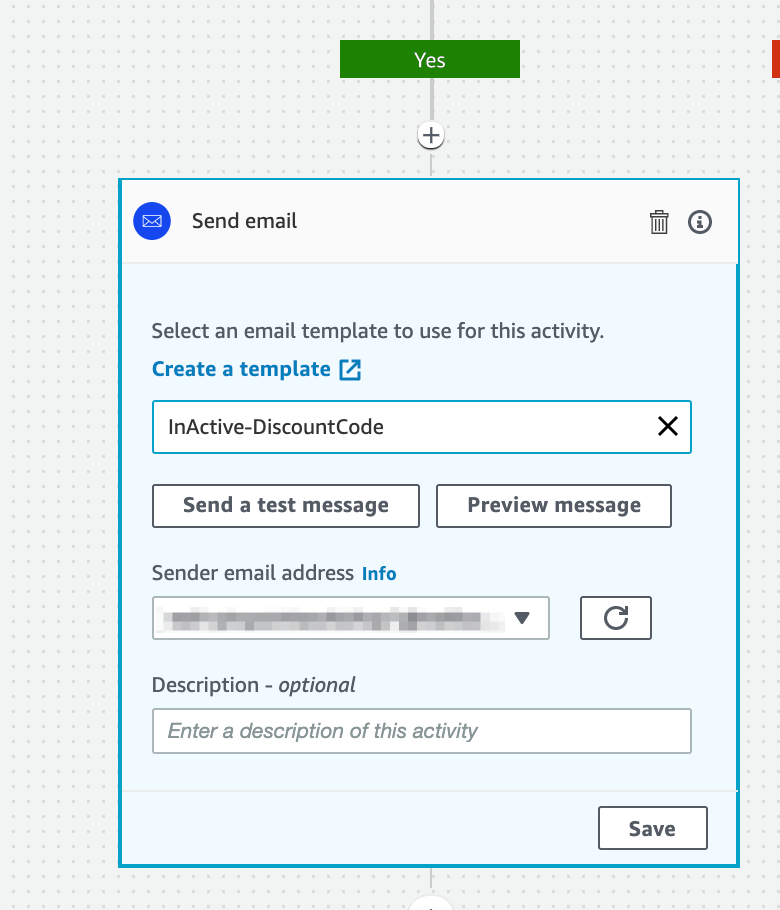 Yes
Send email
Select an email template to use for this activity.
Create a template
InActive-DiscountCode
Send a test message
Preview message
Sender email address Info
Description - optional
Enter a description of this activity
Save